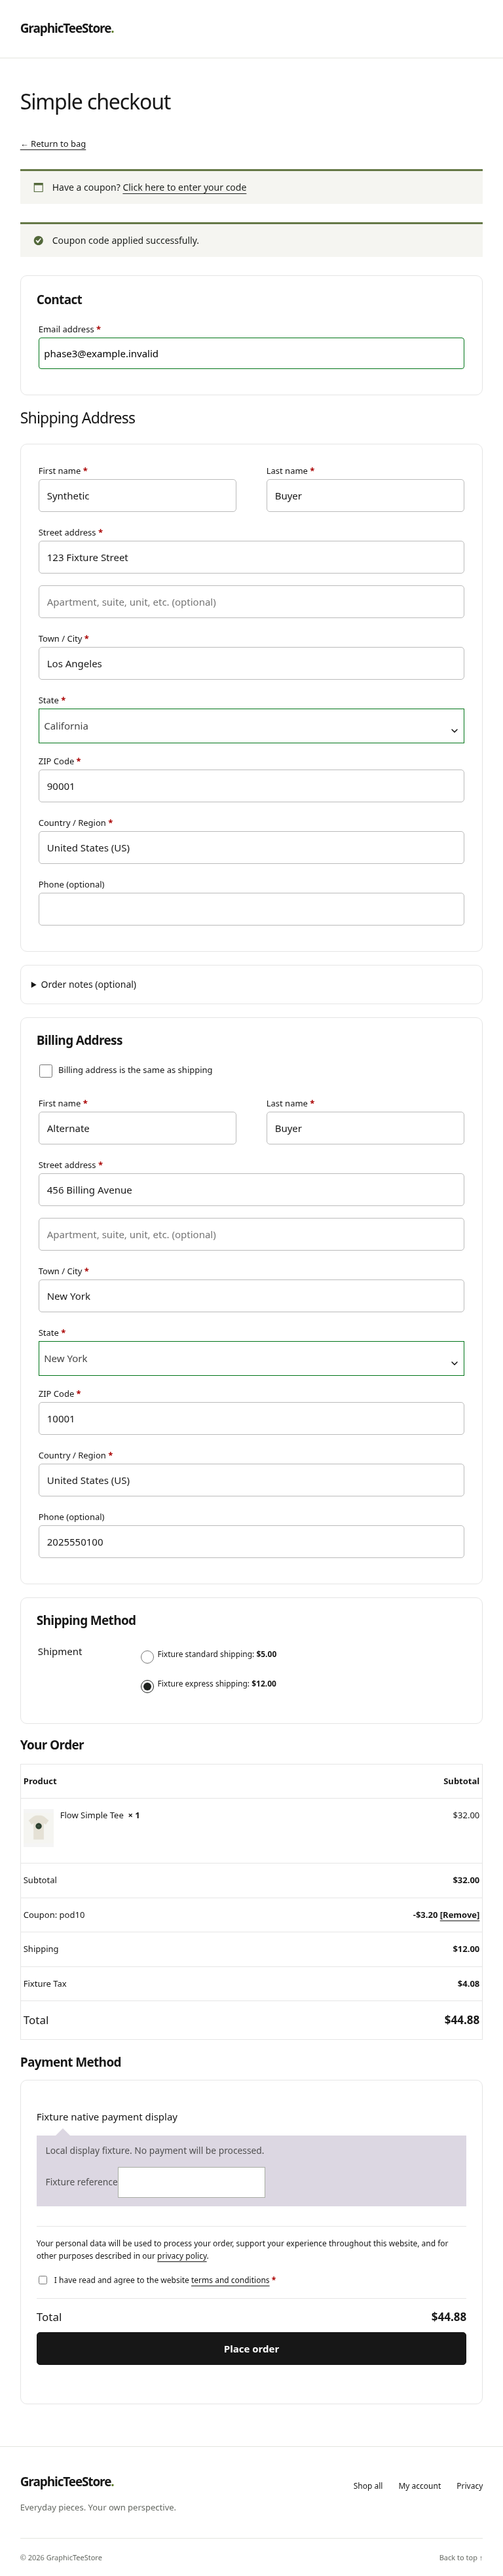 GraphicTeeStore.
Simple checkout
← Return to bag
Have a coupon? Click here to enter your code
Coupon code applied successfully.
Contact
Email address *
phase3@example.invalid
Shipping Address
First name * Last name *
Synthetic Buyer
Street address *
123 Fixture Street
Apartment, suite, unit, etc. (optional)
Town / City *
Los Angeles
State *
California
ZIP Code *
90001
Country / Region *
United States (US)
Phone (optional)
▶ Order notes (optional)
Billing Address
Billing address is the same as shipping
First name * Last name *
Alternate Buyer
Street address *
456 Billing Avenue
Apartment, suite, unit, etc. (optional)
Town / City *
New York
State *
New York
ZIP Code *
10001
Country / Region *
United States (US)
Phone (optional)
2025550100
Shipping Method
Shipment Fixture standard shipping: $5.00
Fixture express shipping: $12.00
Your Order
Product Subtotal
Flow Simple Tee × 1 $32.00
Subtotal $32.00
Coupon: pod10 -$3.20 [Remove]
Shipping $12.00
Fixture Tax $4.08
Total $44.88
Payment Method
Fixture native payment display
Local display fixture. No payment will be processed.
Fixture reference
Your personal data will be used to process your order, support your experience throughout this website, and for
other purposes described in our privacy policy.
I have read and agree to the website terms and conditions *
Total $44.88
Place order
GraphicTeeStore.
Shop all My account Privacy
Everyday pieces. Your own perspective.
© 2026 GraphicTeeStore Back to top ↑